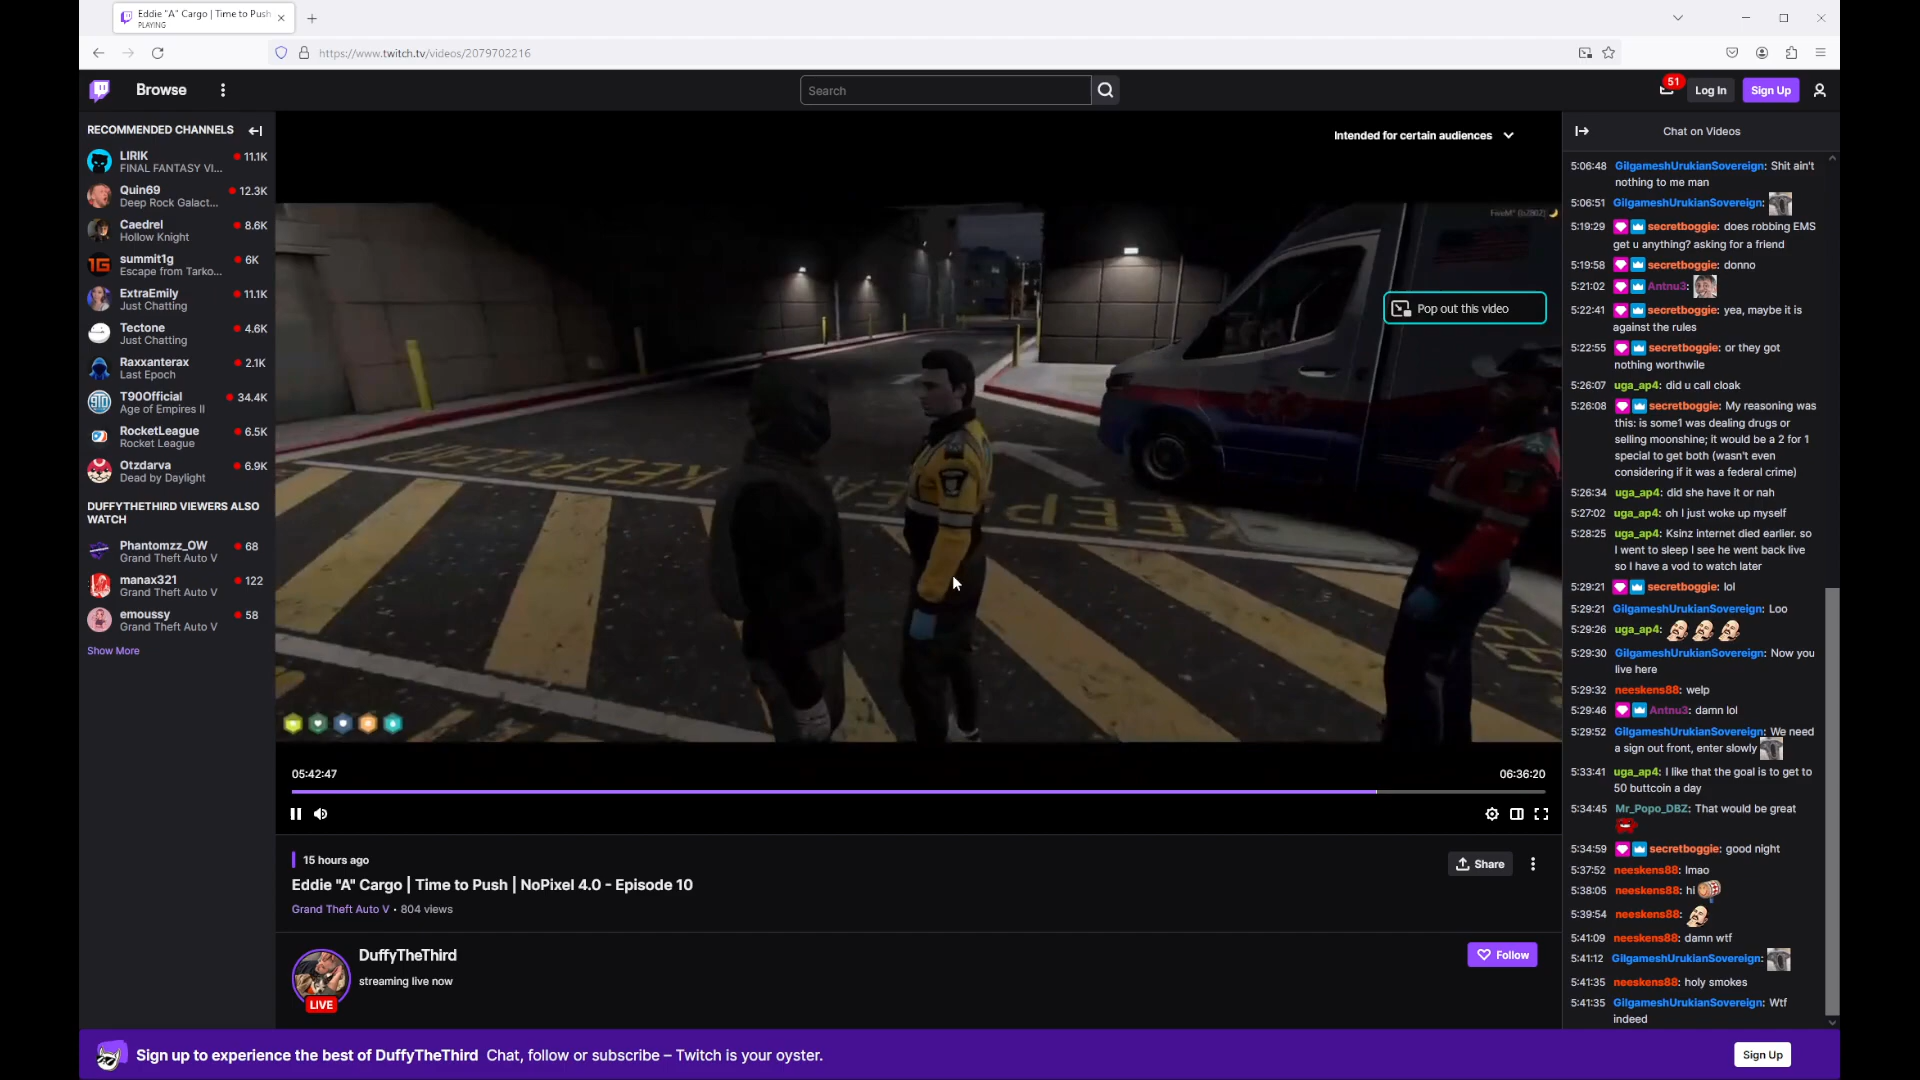 Eddie "A" Cargo | Time to Push
PLAYING
https://www.twitch.tv/videos/2079702216
Browse
Search
51
Log In
Sign Up
RECOMMENDED CHANNELS
LIRIK
11.1K
FINAL FANTASY VI...
Quin69
12.3K
Deep Rock Galact...
Caedrel
8.6K
Hollow Knight
summit1g
6K
Escape from Tarko...
ExtraEmily
11.1K
Just Chatting
Tectone
4.6K
Just Chatting
Raxxanterax
2.1K
Last Epoch
T90Official
34.4K
Age of Empires II
RocketLeague
6.5K
Rocket League
Otzdarva
6.9K
Dead by Daylight
DUFFYTHETHIRD VIEWERS ALSO
WATCH
Phantomzz_OW
68
Grand Theft Auto V
manax321
122
Grand Theft Auto V
emoussy
58
Grand Theft Auto V
Show More
Intended for certain audiences
Pop out this video
KEEP
05:42:47
06:36:20
15 hours ago
Share
Eddie "A" Cargo | Time to Push | NoPixel 4.0 - Episode 10
Grand Theft Auto V • 804 views
DuffyTheThird
streaming live now
LIVE
Follow
Chat on Videos
5:06:48 GilgameshUrukianSovereign: Shit ain't
nothing to me man
5:06:51 GilgameshUrukianSovereign:
5:19:29 secretboggie: does robbing EMS
get u anything? asking for a friend
5:19:58 secretboggie: donno
5:21:02 Antnu3:
5:22:41 secretboggie: yea, maybe it is
against the rules
5:22:55 secretboggie: or they got
nothing worthwile
5:26:07 uga_ap4: did u call cloak
5:26:08 secretboggie: My reasoning was
this: is some1 was dealing drugs or
selling moonshine; it would be a 2 for 1
special to get both (wasn't even
considering if it was a federal crime)
5:26:34 uga_ap4: did she have it or nah
5:27:02 uga_ap4: oh I just woke up myself
5:28:25 uga_ap4: Ksinz internet died earlier. so
I went to sleep I see he went back live
so I have a vod to watch later
5:29:21 secretboggie: lol
5:29:21 GilgameshUrukianSovereign: Loo
5:29:26 uga_ap4:
5:29:30 GilgameshUrukianSovereign: Now you
live here
5:29:32 neeskens88: welp
5:29:46 Antnu3: damn lol
5:29:52 GilgameshUrukianSovereign: We need
a sign out front, enter slowly
5:33:41 uga_ap4: I like that the goal is to get to
50 buttcoin a day
5:34:45 Mr_Popo_DBZ: That would be great
5:34:59 secretboggie: good night
5:37:52 neeskens88: lmao
5:38:05 neeskens88: hi
5:39:54 neeskens88:
5:41:09 neeskens88: damn wtf
5:41:12 GilgameshUrukianSovereign:
5:41:35 neeskens88: holy smokes
5:41:35 GilgameshUrukianSovereign: Wtf
indeed
Sign up to experience the best of DuffyTheThird Chat, follow or subscribe – Twitch is your oyster.
Sign Up